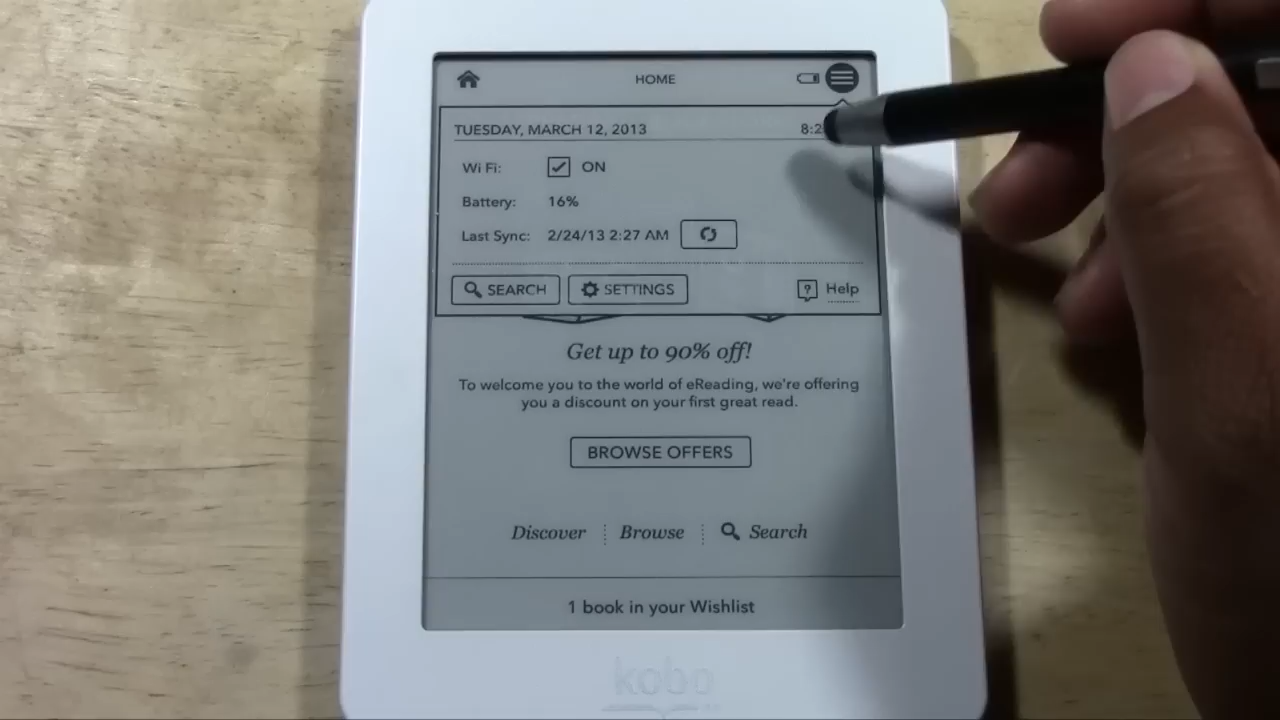 HOME
TUESDAY, MARCH 12, 2013
Wi Fi: ON
Battery: 16%
Last Sync: 2/24/13 2:27 AM
SEARCH SETTINGS Help
Get up to 90% off!
To welcome you to the world of eReading, we're offering
you a discount on your first great read.
BROWSE OFFERS
Discover Browse Search
1 book in your Wishlist
kobo